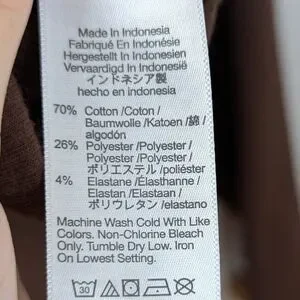 Made In Indonesia
Fabriqué En Indonésie
Hergestellt In Indonesien
Vervaardigd In Indonesië
インドネシア製
hecho en indonesia
70% Cotton /Coton /
Baumwolle /Katoen /綿 /
algodón
26% Polyester /Polyester /
Polyester /Polyester /
ポリエステル /poliéster
4% Elastane /Élasthanne /
Elastan /Elastaan /
ポリウレタン /elastano
Machine Wash Cold With Like
Colors. Non-Chlorine Bleach
Only. Tumble Dry Low. Iron
On Lowest Setting.
30